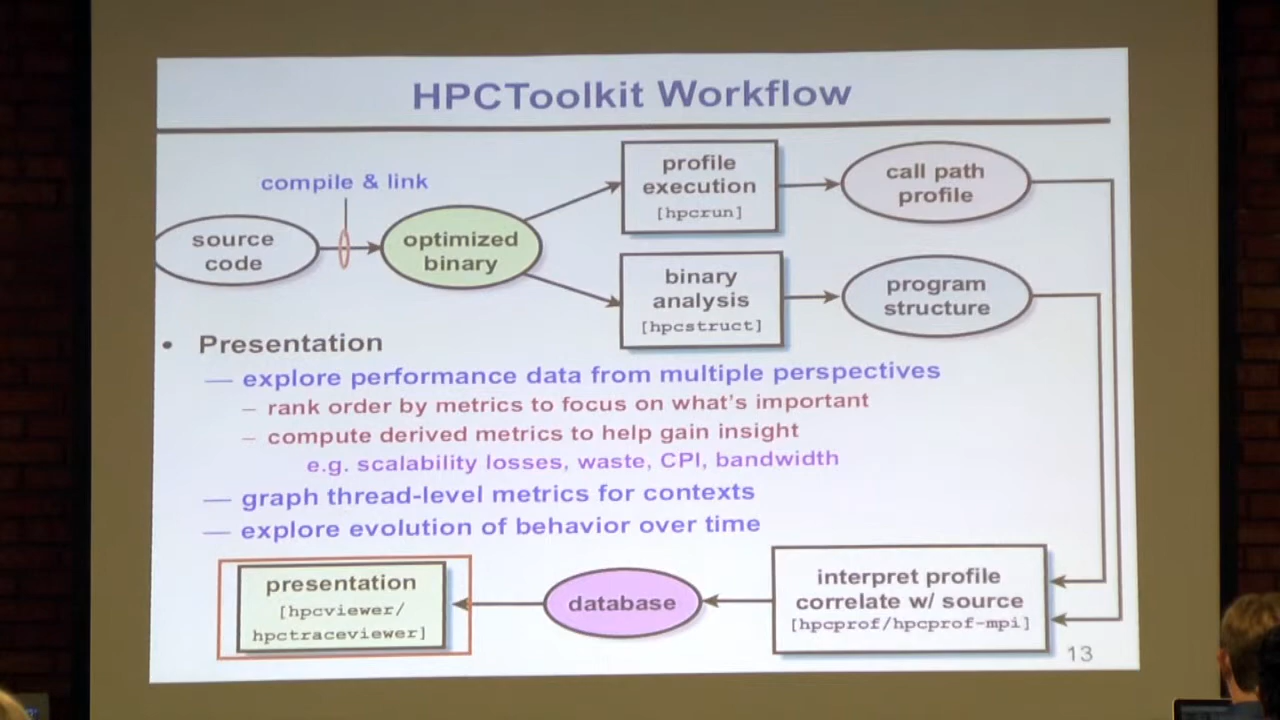 HPCToolkit Workflow
compile & link
source
code
optimized
binary
profile
execution
[hpcrun]
call path
profile
binary
analysis
[hpcstruct]
program
structure
• Presentation
— explore performance data from multiple perspectives
– rank order by metrics to focus on what's important
– compute derived metrics to help gain insight
e.g. scalability losses, waste, CPI, bandwidth
— graph thread-level metrics for contexts
— explore evolution of behavior over time
presentation
[hpcviewer/
hpctraceviewer]
database
interpret profile
correlate w/ source
[hpcprof/hpcprof-mpi]
13